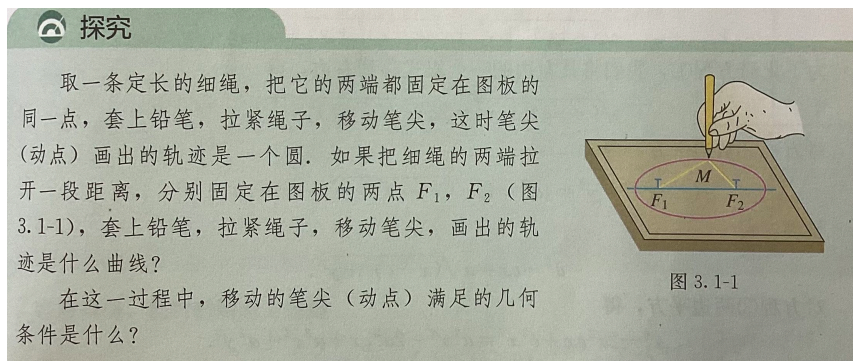 探究
取一条定长的细绳，把它的两端都固定在图板的
同一点，套上铅笔，拉紧绳子，移动笔尖，这时笔尖
(动点）画出的轨迹是一个圆．如果把细绳的两端拉
开一段距离，分别固定在图板的两点 F₁，F₂（图
3.1-1)，套上铅笔，拉紧绳子，移动笔尖，画出的轨
迹是什么曲线？
在这一过程中，移动的笔尖（动点）满足的几何
条件是什么？
M
F₁ F₂
图 3.1-1